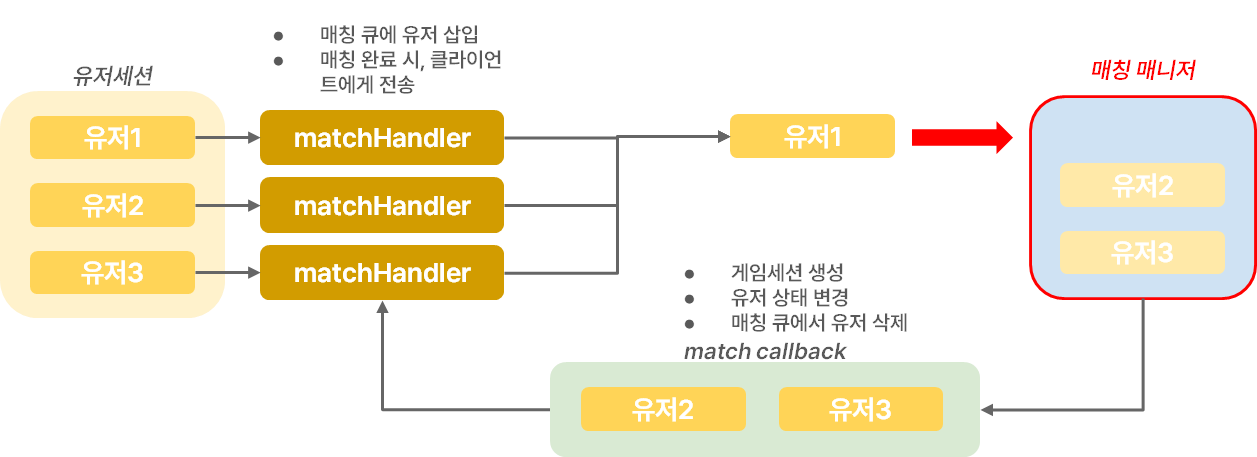 ● 매칭 큐에 유저 삽입
● 매칭 완료 시, 클라이언
트에게 전송
유저세션
매칭 매니저
유저1
matchHandler
유저1
유저2
matchHandler
유저2
유저3
matchHandler
유저3
● 게임세션 생성
● 유저 상태 변경
● 매칭 큐에서 유저 삭제
match callback
유저2
유저3